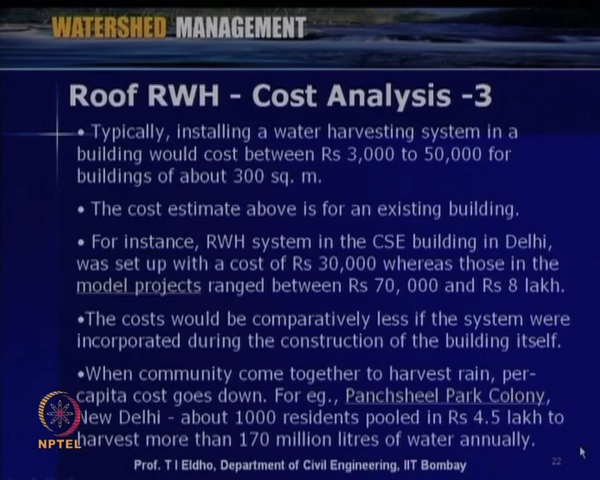 WATERSHED MANAGEMENT
Roof RWH - Cost Analysis -3
• Typically, installing a water harvesting system in a
building would cost between Rs 3,000 to 50,000 for
buildings of about 300 sq. m.
• The cost estimate above is for an existing building.
• For instance, RWH system in the CSE building in Delhi,
was set up with a cost of Rs 30,000 whereas those in the
model projects ranged between Rs 70, 000 and Rs 8 lakh.
•The costs would be comparatively less if the system were
incorporated during the construction of the building itself.
•When community come together to harvest rain, per-
capita cost goes down. For eg., Panchsheel Park Colony,
New Delhi - about 1000 residents pooled in Rs 4.5 lakh to
harvest more than 170 million litres of water annually.
NPTEL
Prof. T I Eldho, Department of Civil Engineering, IIT Bombay
22